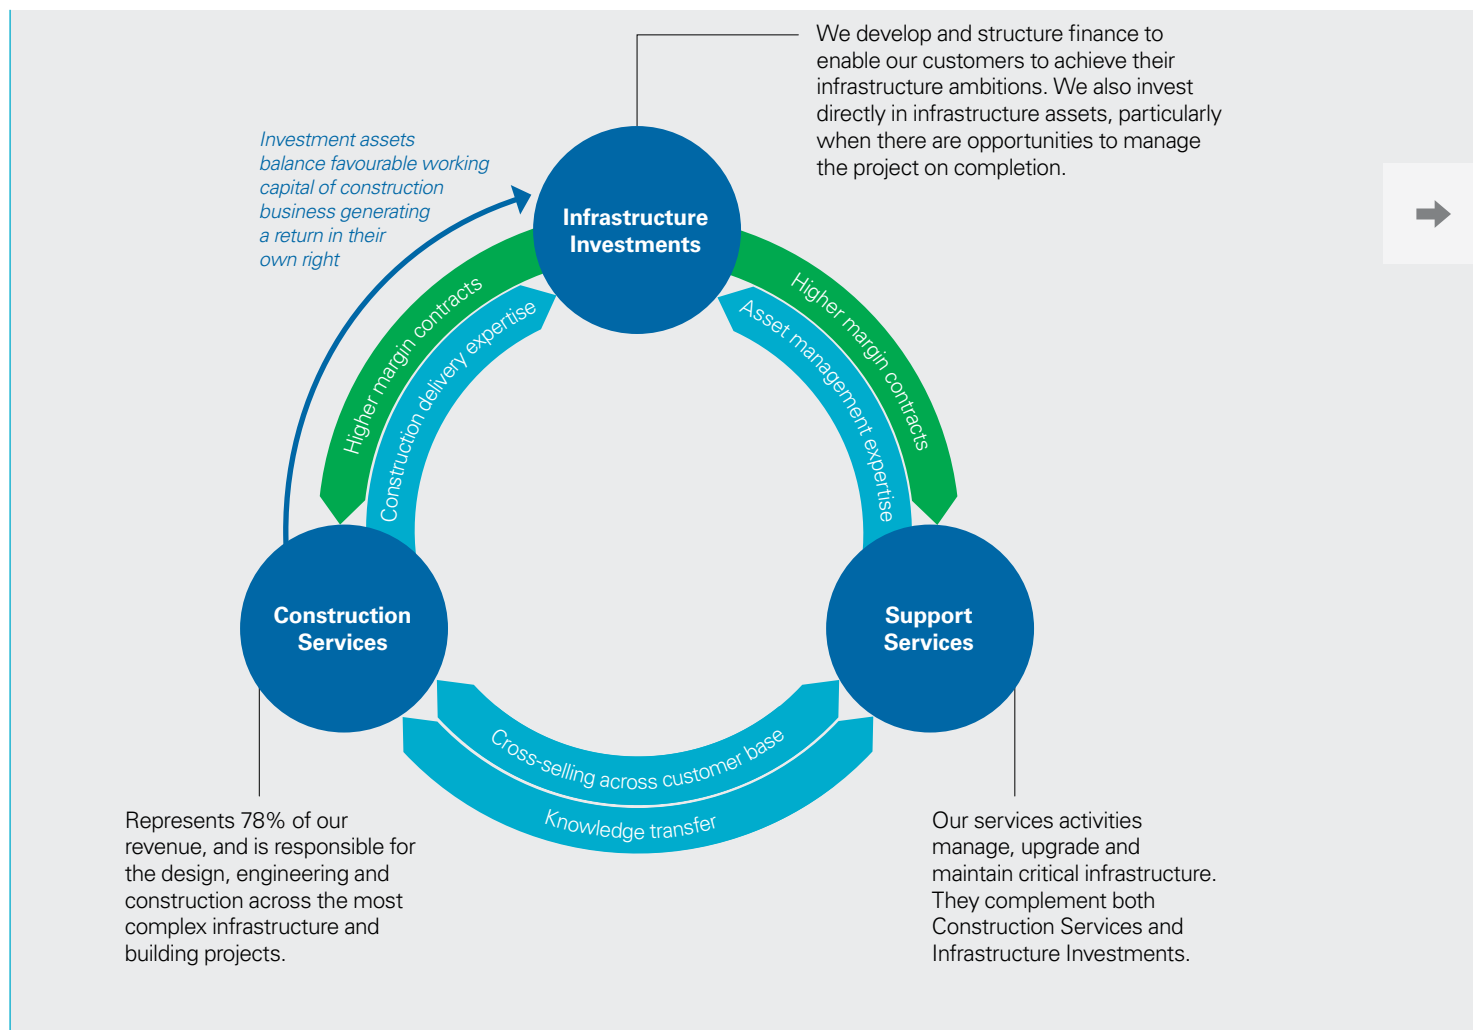 We develop and structure finance to
enable our customers to achieve their
infrastructure ambitions. We also invest
directly in infrastructure assets, particularly
when there are opportunities to manage
the project on completion.
Investment assets
balance favourable working
capital of construction
business generating
a return in their
own right
Infrastructure
Investments
Higher margin contracts
Construction delivery expertise
Asset management expertise
Higher margin contracts
Construction
Services
Support
Services
Cross-selling across customer base
Knowledge transfer
Represents 78% of our
revenue, and is responsible for
the design, engineering and
construction across the most
complex infrastructure and
building projects.
Our services activities
manage, upgrade and
maintain critical infrastructure.
They complement both
Construction Services and
Infrastructure Investments.